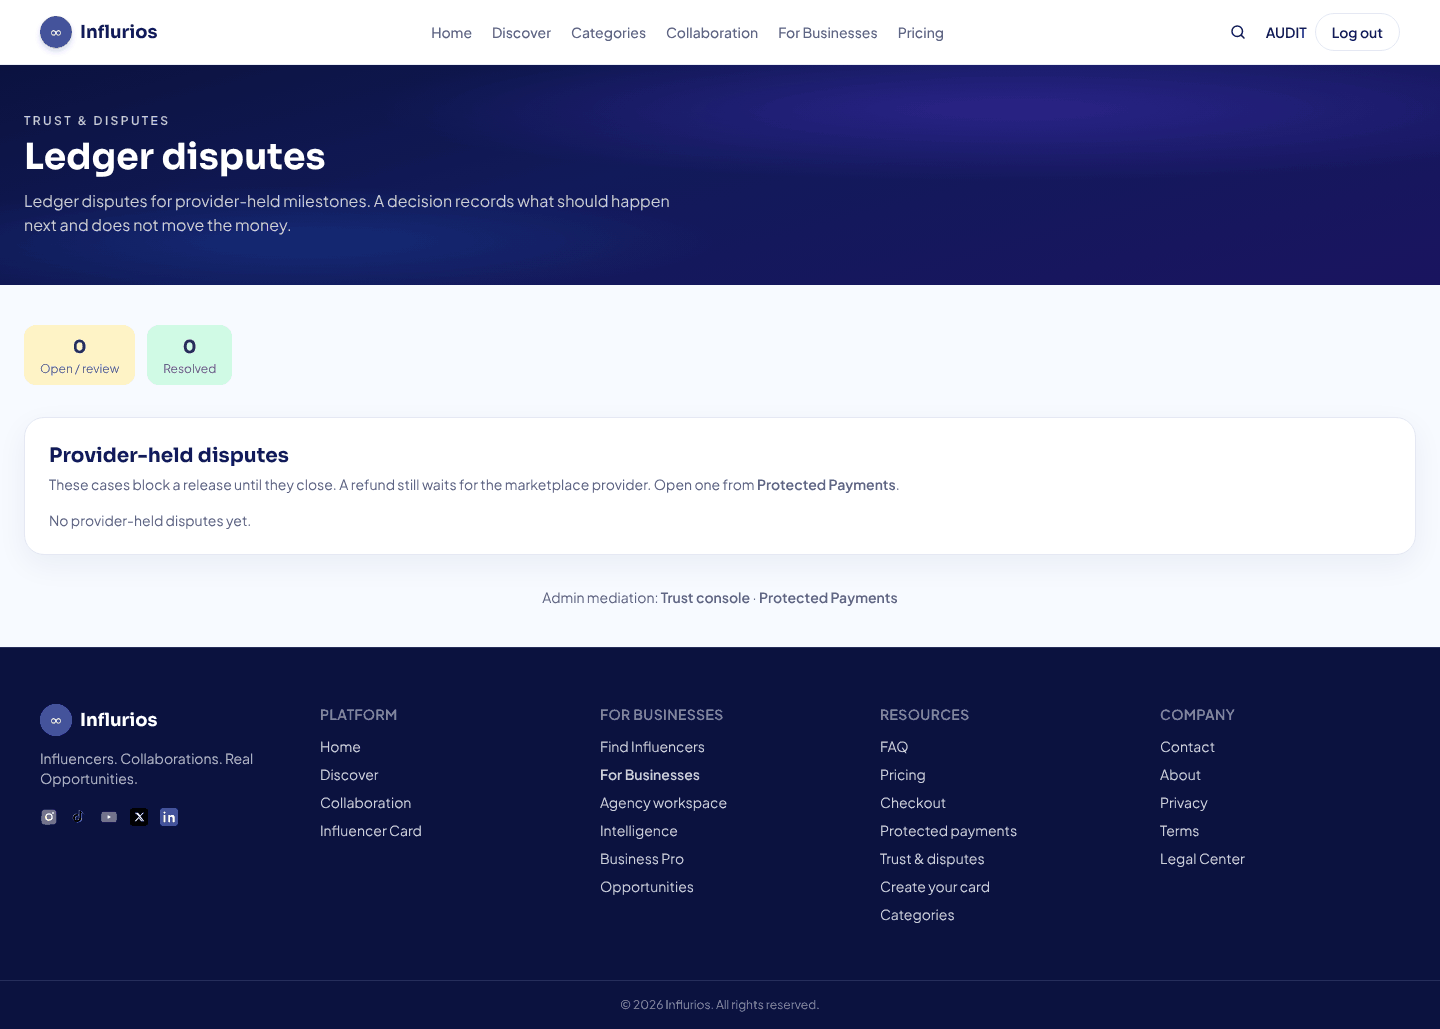 ∞ Influrios
Home Discover Categories Collaboration For Businesses Pricing
AUDIT Log out
TRUST & DISPUTES
Ledger disputes
Ledger disputes for provider-held milestones. A decision records what should happen
next and does not move the money.
0
Open / review
0
Resolved
Provider-held disputes
These cases block a release until they close. A refund still waits for the marketplace provider. Open one from Protected Payments.
No provider-held disputes yet.
Admin mediation: Trust console · Protected Payments
∞ Influrios
Influencers. Collaborations. Real
Opportunities.
PLATFORM
Home
Discover
Collaboration
Influencer Card
FOR BUSINESSES
Find Influencers
For Businesses
Agency workspace
Intelligence
Business Pro
Opportunities
RESOURCES
FAQ
Pricing
Checkout
Protected payments
Trust & disputes
Create your card
Categories
COMPANY
Contact
About
Privacy
Terms
Legal Center
© 2026 Influrios. All rights reserved.